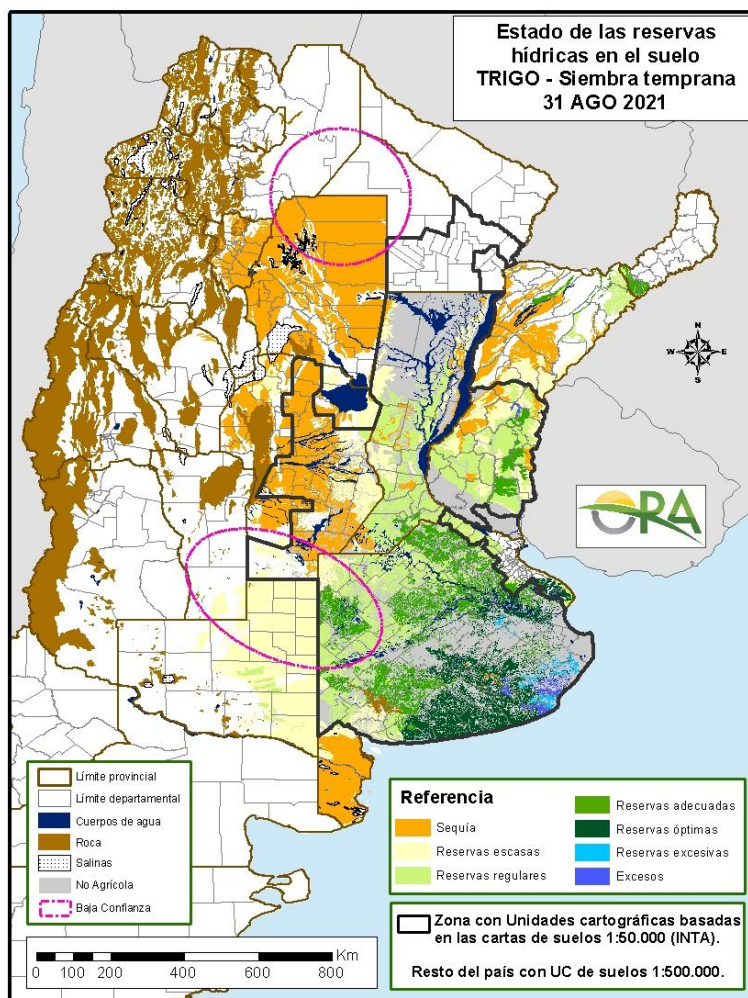 Estado de las reservas
hídricas en el suelo
TRIGO - Siembra temprana
31 AGO 2021
N
W E
S
ORA
Límite provincial
Límite departamental
Cuerpos de agua
Roca
Salinas
No Agrícola
Baja Confianza
Referencia
Sequía
Reservas escasas
Reservas regulares
Reservas adecuadas
Reservas óptimas
Reservas excesivas
Excesos
Zona con Unidades cartográficas basadas
en las cartas de suelos 1:50.000 (INTA).
Resto del país con UC de suelos 1:500.000.
Km
0 100 200 400 600 800